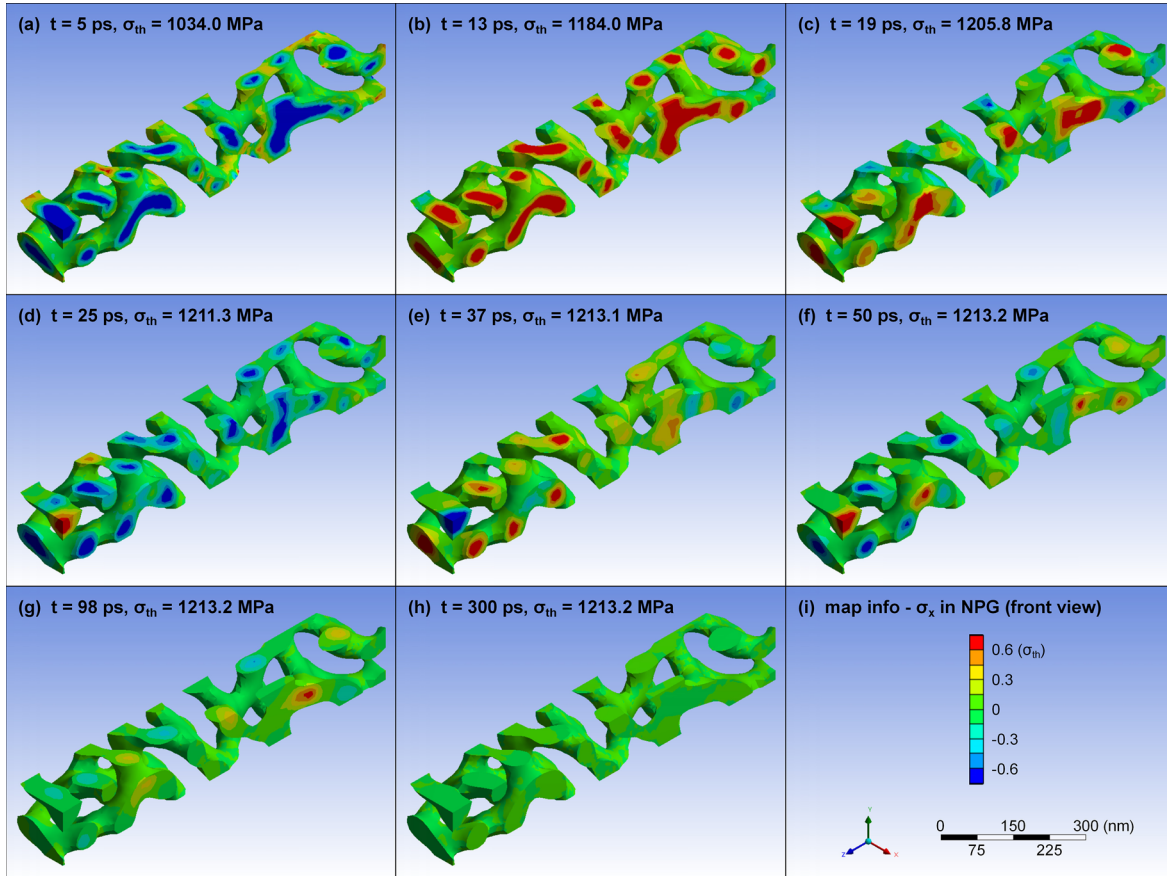 (a) t = 5 ps, σth = 1034.0 MPa
(b) t = 13 ps, σth = 1184.0 MPa
(c) t = 19 ps, σth = 1205.8 MPa
(d) t = 25 ps, σth = 1211.3 MPa
(e) t = 37 ps, σth = 1213.1 MPa
(f) t = 50 ps, σth = 1213.2 MPa
(g) t = 98 ps, σth = 1213.2 MPa
(h) t = 300 ps, σth = 1213.2 MPa
(i) map info - σx in NPG (front view)
0.6 (σth)
0.3
0
-0.3
-0.6
Y
Z
X
0 150 300 (nm)
75 225